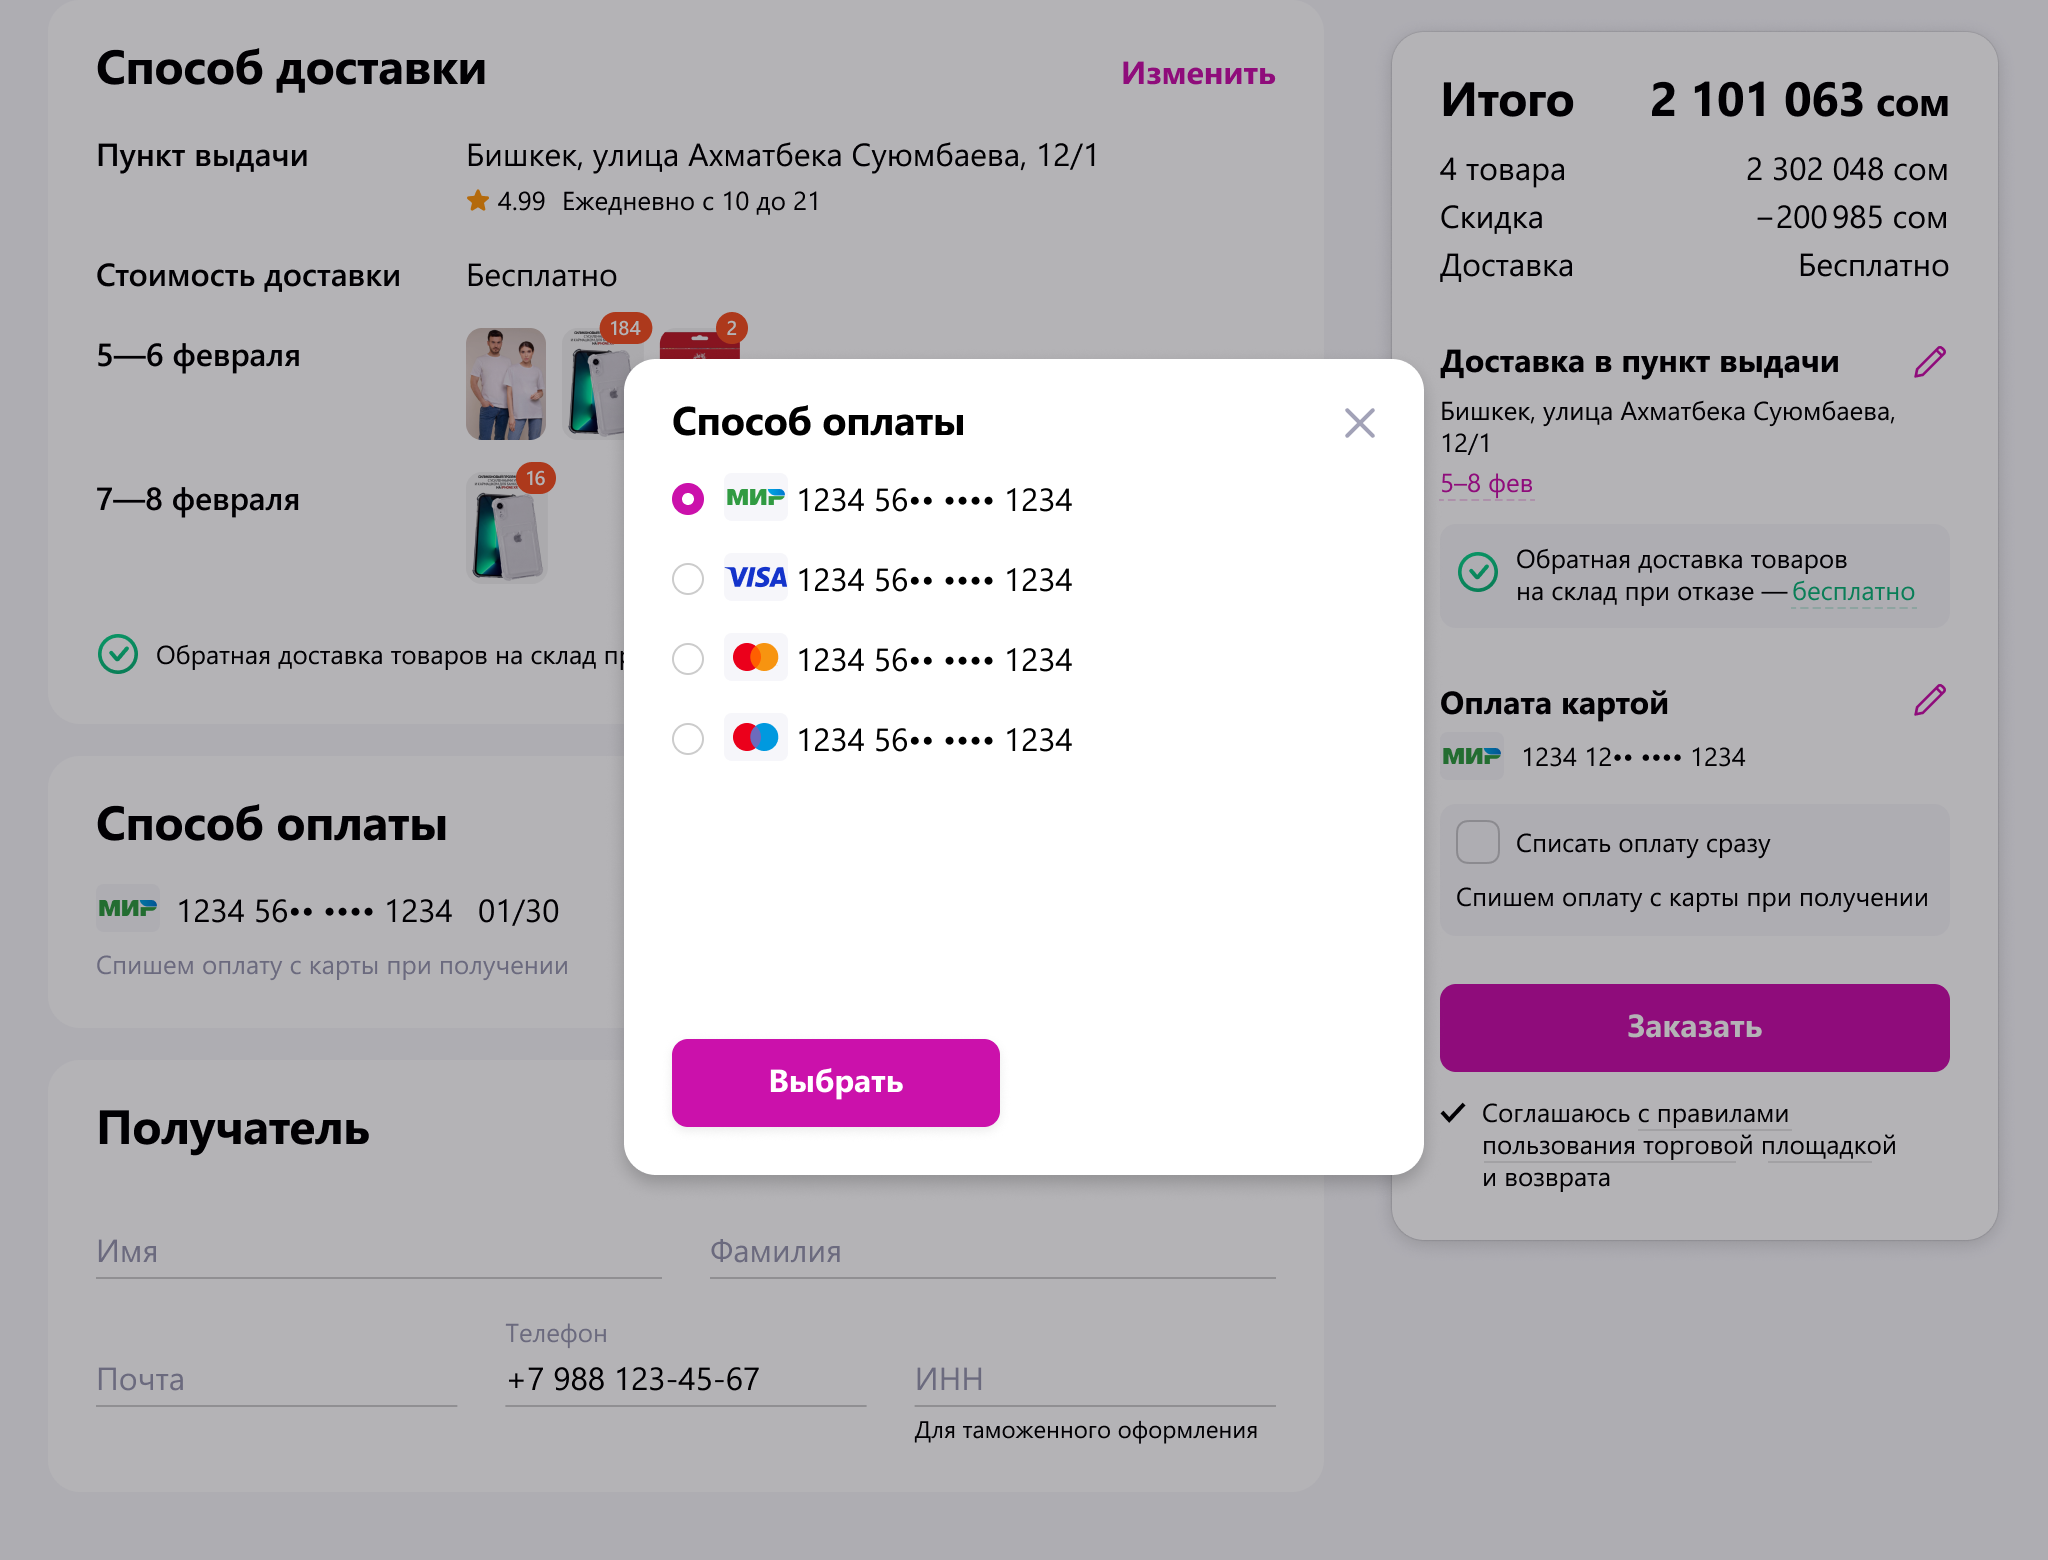 Способ доставки
Изменить
Пункт выдачи
Бишкек, улица Ахматбека Суюмбаева, 12/1
4.99 Ежедневно с 10 до 21
Стоимость доставки
Бесплатно
5—6 февраля
184
2
7—8 февраля
16
Обратная доставка товаров на склад
Способ оплаты
МИР 1234 56•• •••• 1234 01/30
Спишем оплату с карты при получении
Получатель
Имя
Фамилия
Почта
Телефон
+7 988 123-45-67
ИНН
Для таможенного оформления
Способ оплаты
МИР 1234 56•• •••• 1234
VISA 1234 56•• •••• 1234
1234 56•• •••• 1234
1234 56•• •••• 1234
Выбрать
Итого 2 101 063 сом
4 товара 2 302 048 сом
Скидка −200 985 сом
Доставка Бесплатно
Доставка в пункт выдачи
Бишкек, улица Ахматбека Суюмбаева,
12/1
5–8 фев
Обратная доставка товаров
на склад при отказе — бесплатно
Оплата картой
МИР 1234 12•• •••• 1234
Списать оплату сразу
Спишем оплату с карты при получении
Заказать
Соглашаюсь с правилами
пользования торговой площадкой
и возврата